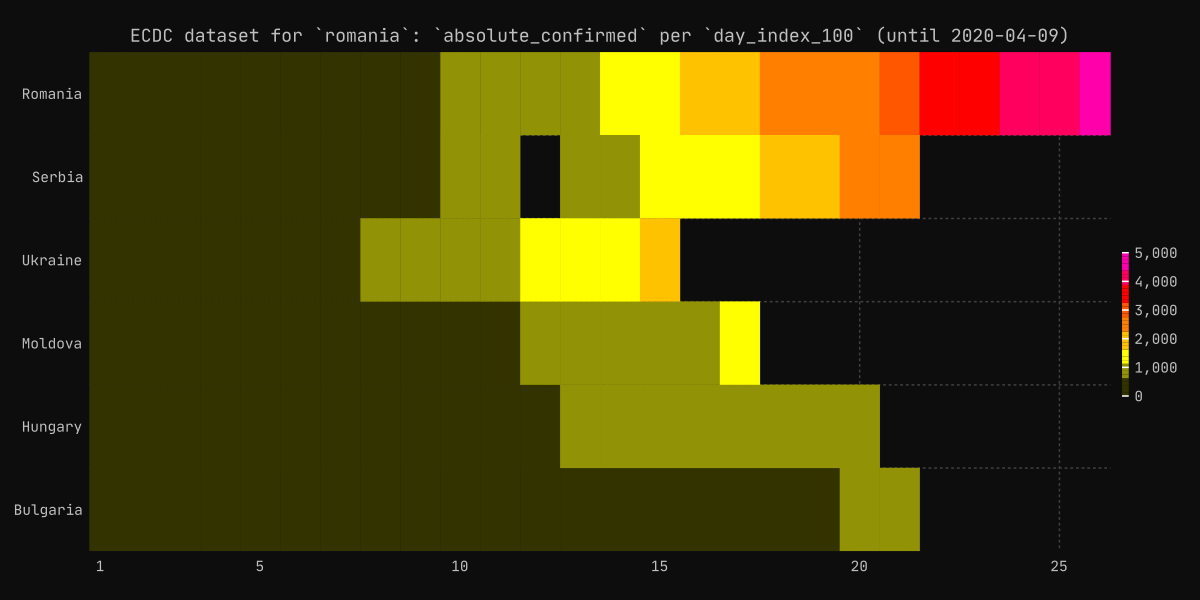 ECDC dataset for `romania`: `absolute_confirmed` per `day_index_100` (until 2020-04-09)
Romania
Serbia
Ukraine
Moldova
Hungary
Bulgaria
5,000
4,000
3,000
2,000
1,000
0
1 5 10 15 20 25